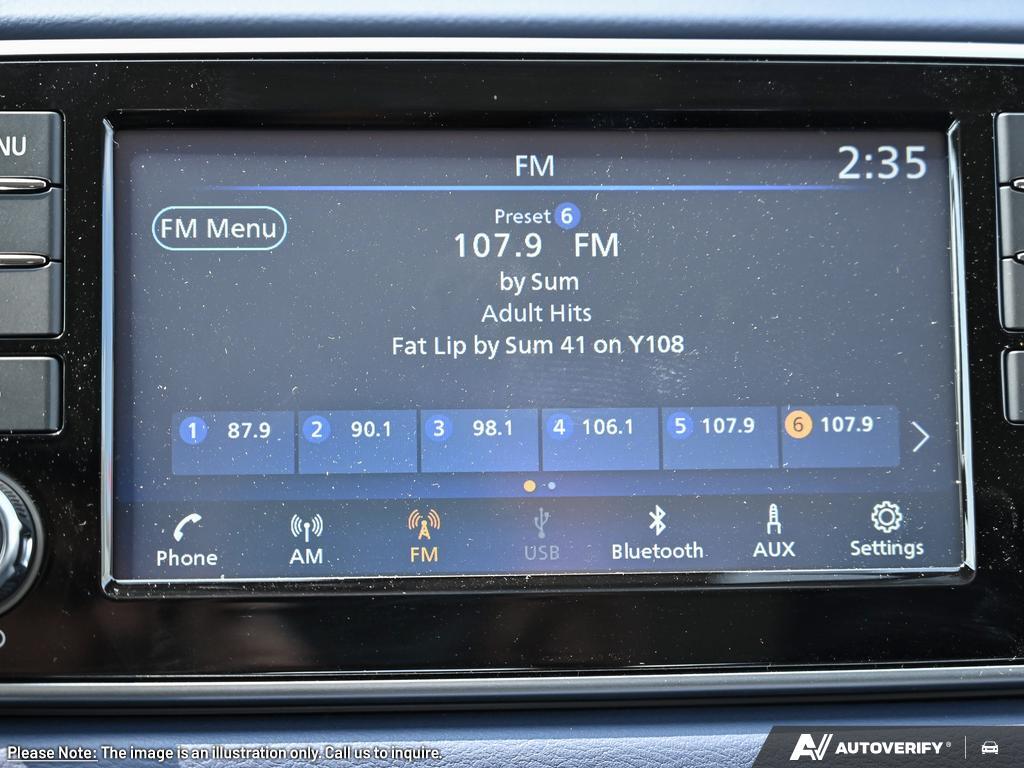 NU
FM
2:35
FM Menu
Preset 6
107.9 FM
by Sum
Adult Hits
Fat Lip by Sum 41 on Y108
1 87.9 2 90.1 3 98.1 4 106.1 5 107.9 6 107.9
Phone AM FM USB Bluetooth AUX Settings
Please Note: The image is an illustration only. Call us to inquire.
AUTOVERIFY